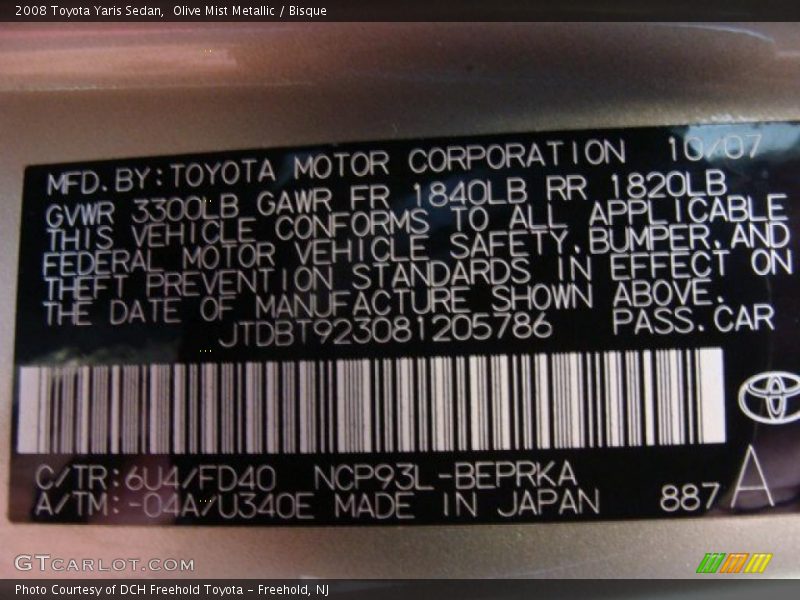 2008 Toyota Yaris Sedan,  Olive Mist Metallic / Bisque
MFD.BY:TOYOTA MOTOR CORPORATION 10/07
GVWR 3300LB GAWR FR 1840LB RR 1820LB
THIS VEHICLE CONFORMS TO ALL APPLICABLE
FEDERAL MOTOR VEHICLE SAFETY,BUMPER,AND
THEFT PREVENTION STANDARDS IN EFFECT ON
THE DATE OF MANUFACTURE SHOWN ABOVE.
JTDBT923081205786 PASS.CAR
C/TR:6U4/FD40 NCP93L-BEPRKA
A/TM:-04A/U340E MADE IN JAPAN 887 A
GTCARLOT.COM
Photo Courtesy of DCH Freehold Toyota - Freehold, NJ